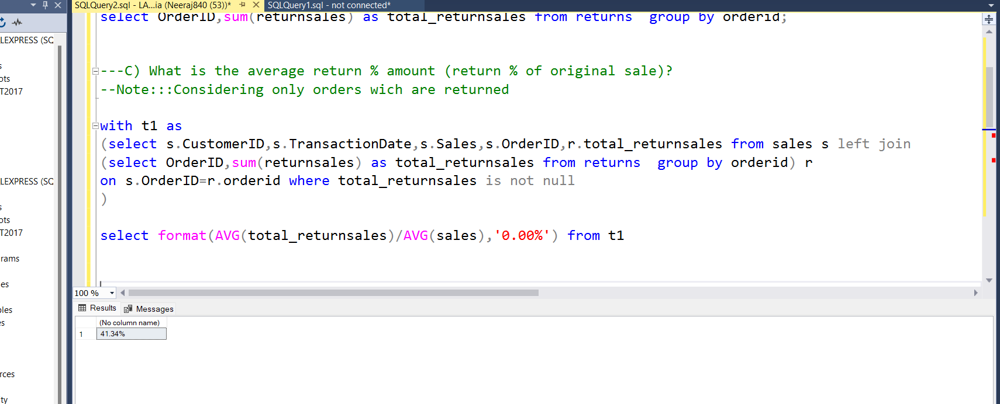 SQLQuery2.sql - LA...ia (Neeraj840 (53))*
SQLQuery1.sql - not connected*
select OrderID,sum(returnsales) as total_returnsales from returns  group by orderid;
---C) What is the average return % amount (return % of original sale)?
--Note:::Considering only orders wich are returned
with t1 as
(select s.CustomerID,s.TransactionDate,s.Sales,s.OrderID,r.total_returnsales from sales s left join
(select OrderID,sum(returnsales) as total_returnsales from returns  group by orderid) r
on s.OrderID=r.orderid where total_returnsales is not null
)
select format(AVG(total_returnsales)/AVG(sales),'0.00%') from t1
100 %
Results
Messages
(No column name)
1
41.34%
LEXPRESS (SQ
s
ots
T2017
LEXPRESS (SQ
s
ots
T2017
rams
es
les
es
rces
ty